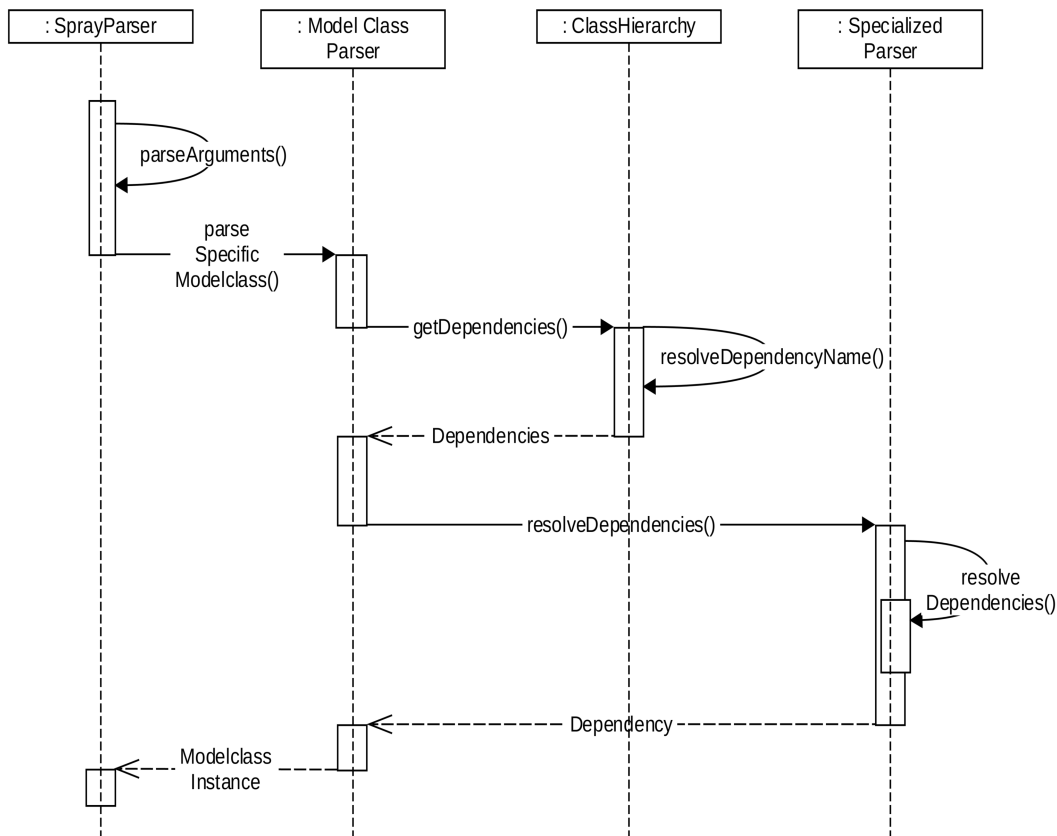 : SprayParser
: Model Class
Parser
: ClassHierarchy
: Specialized
Parser
parseArguments()
parse
Specific
Modelclass()
getDependencies()
resolveDependencyName()
Dependencies
resolveDependencies()
resolve
Dependencies()
Dependency
Modelclass
Instance